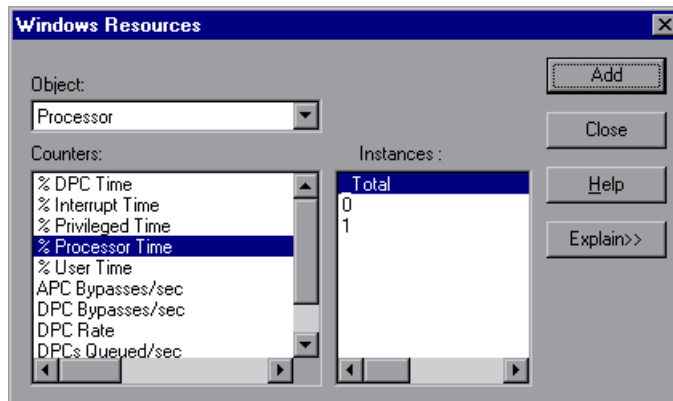 Windows Resources
Object:
Processor
Counters:
% DPC Time
% Interrupt Time
% Privileged Time
% Processor Time
% User Time
APC Bypasses/sec
DPC Bypasses/sec
DPC Rate
DPCs Queued/sec
Instances :
_Total
0
1
Add
Close
Help
Explain>>